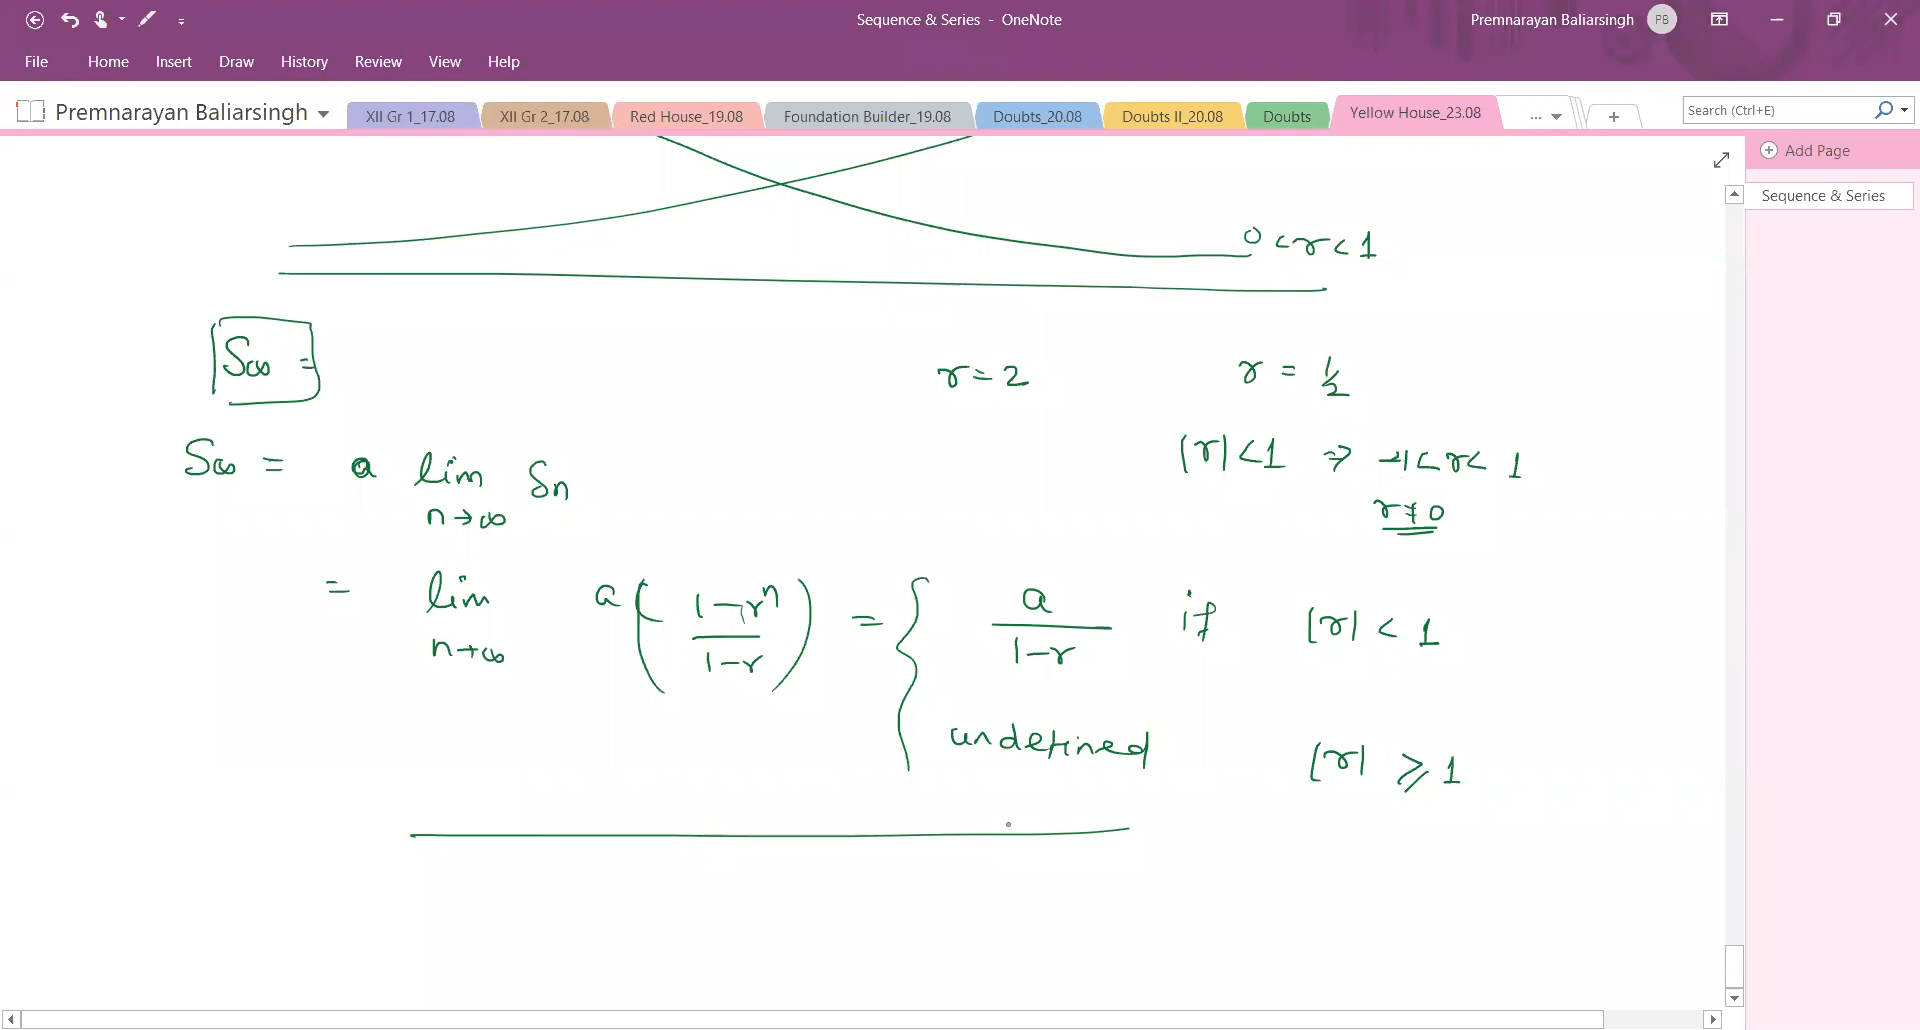 Sequence & Series - OneNote
Premnarayan Baliarsingh PB
File Home Insert Draw History Review View Help
Premnarayan Baliarsingh XII Gr 1_17.08 XII Gr 2_17.08 Red House_19.08 Foundation Builder_19.08 Doubts_20.08 Doubts II_20.08 Doubts Yellow House_23.08 ... + Search (Ctrl+E)
Add Page
Sequence & Series
0 < r < 1
S∞ =
r = 2 r = 1/2
S∞ = a lim n→∞ Sn
|r| < 1 ⇒ -1 < r < 1
r ≠ 0
= lim n→∞ a ( (1-r^n)/(1-r) ) = { a/(1-r) if |r| < 1
undefined |r| ≥ 1